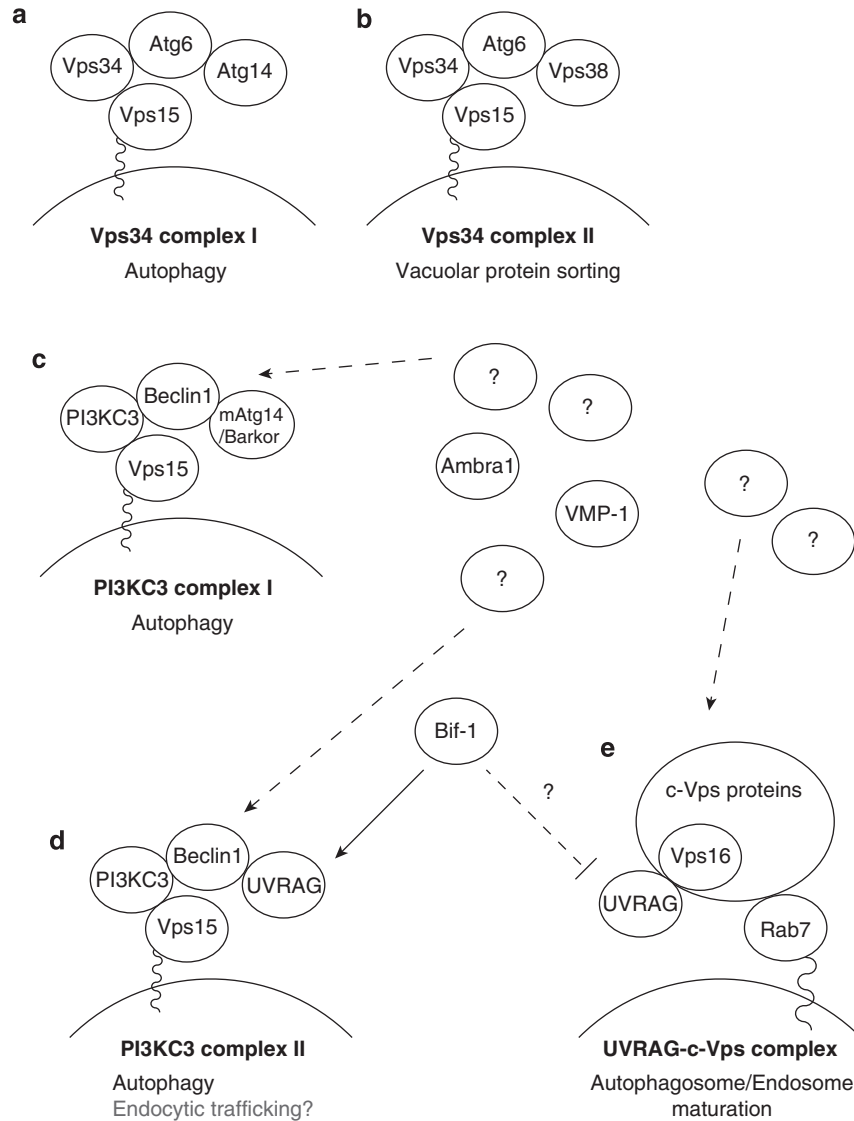 a
Vps34
Atg6
Atg14
Vps15
Vps34 complex I
Autophagy
b
Vps34
Atg6
Vps38
Vps15
Vps34 complex II
Vacuolar protein sorting
c
PI3KC3
Beclin1
mAtg14
/Barkor
Vps15
PI3KC3 complex I
Autophagy
?
?
Ambra1
VMP-1
?
?
?
Bif-1
?
d
PI3KC3
Beclin1
UVRAG
Vps15
PI3KC3 complex II
Autophagy
Endocytic trafficking?
e
c-Vps proteins
Vps16
UVRAG
Rab7
UVRAG-c-Vps complex
Autophagosome/Endosome
maturation